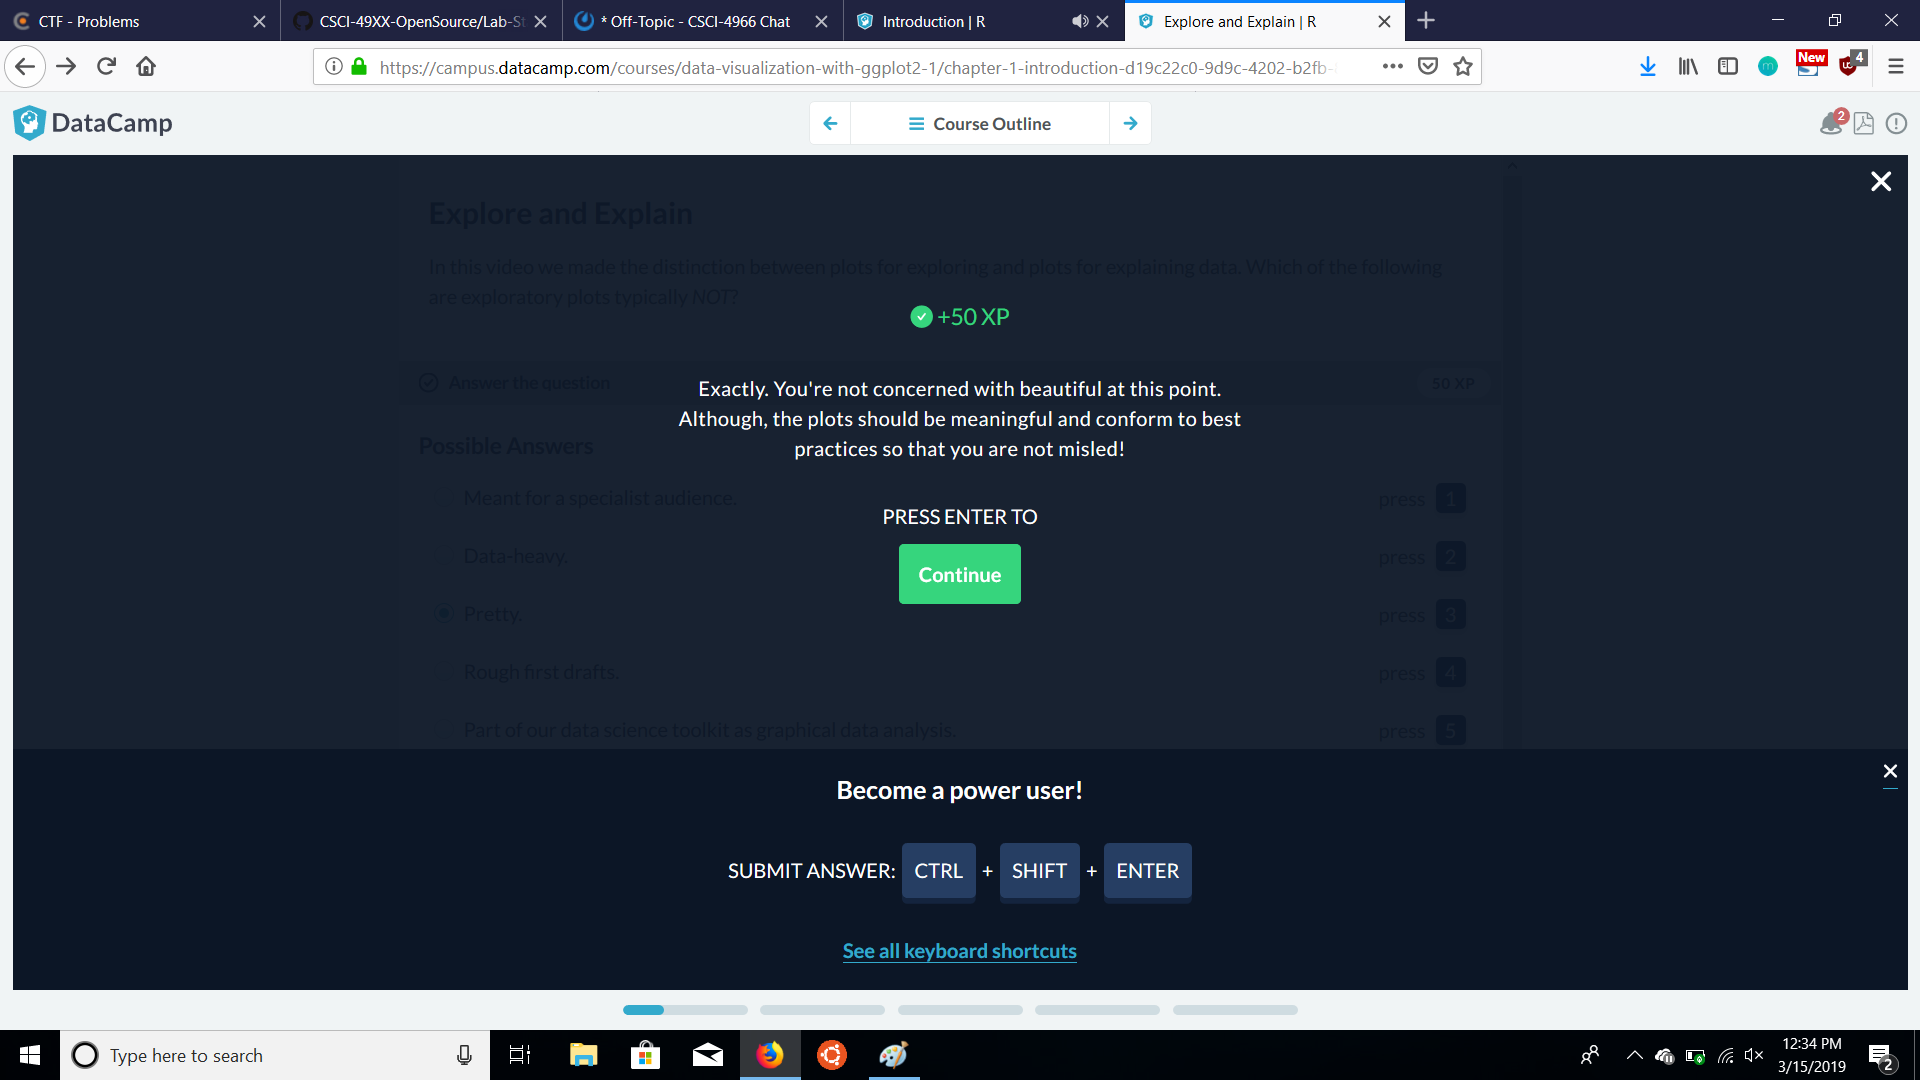 CTF - Problems
CSCI-49XX-OpenSource/Lab-St
* Off-Topic - CSCI-4966 Chat
Introduction | R
Explore and Explain | R
https://campus.datacamp.com/courses/data-visualization-with-ggplot2-1/chapter-1-introduction-d19c22c0-9d9c-4202-b2fb-
New
4
DataCamp
Course Outline
2
Explore and Explain
In this video we made the distinction between plots for exploring and plots for explaining data. Which of the following
are exploratory plots typically NOT?
+50 XP
Answer the question
50 XP
Exactly. You're not concerned with beautiful at this point.
Although, the plots should be meaningful and conform to best
practices so that you are not misled!
Possible Answers
Meant for a specialist audience.
press 1
PRESS ENTER TO
Data-heavy.
press 2
Continue
Pretty.
press 3
Rough first drafts.
press 4
Part of our data science toolkit as graphical data analysis.
press 5
Become a power user!
SUBMIT ANSWER: CTRL + SHIFT + ENTER
See all keyboard shortcuts
Type here to search
12:34 PM
3/15/2019
2